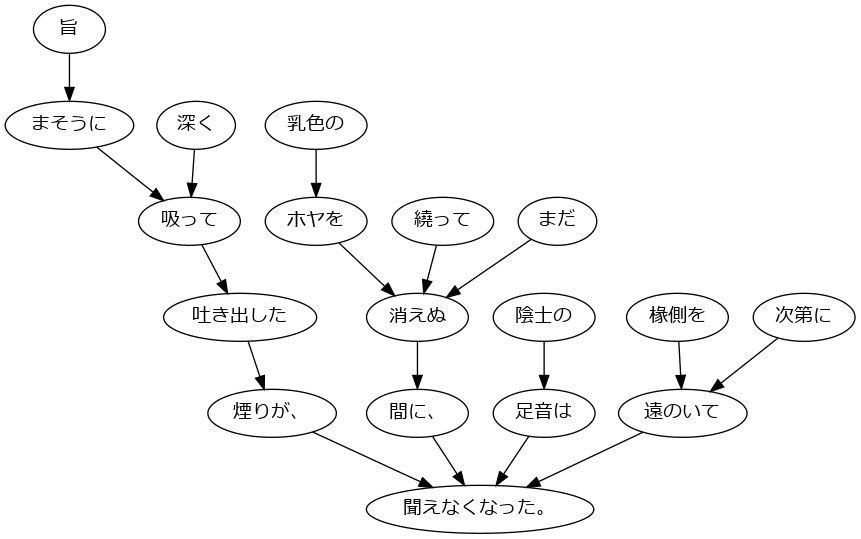 旨
まそうに
深く
乳色の
吸って
ホヤを
繞って
まだ
吐き出した
消えぬ
陰士の
椽側を
次第に
煙りが、
間に、
足音は
遠のいて
聞えなくなった。